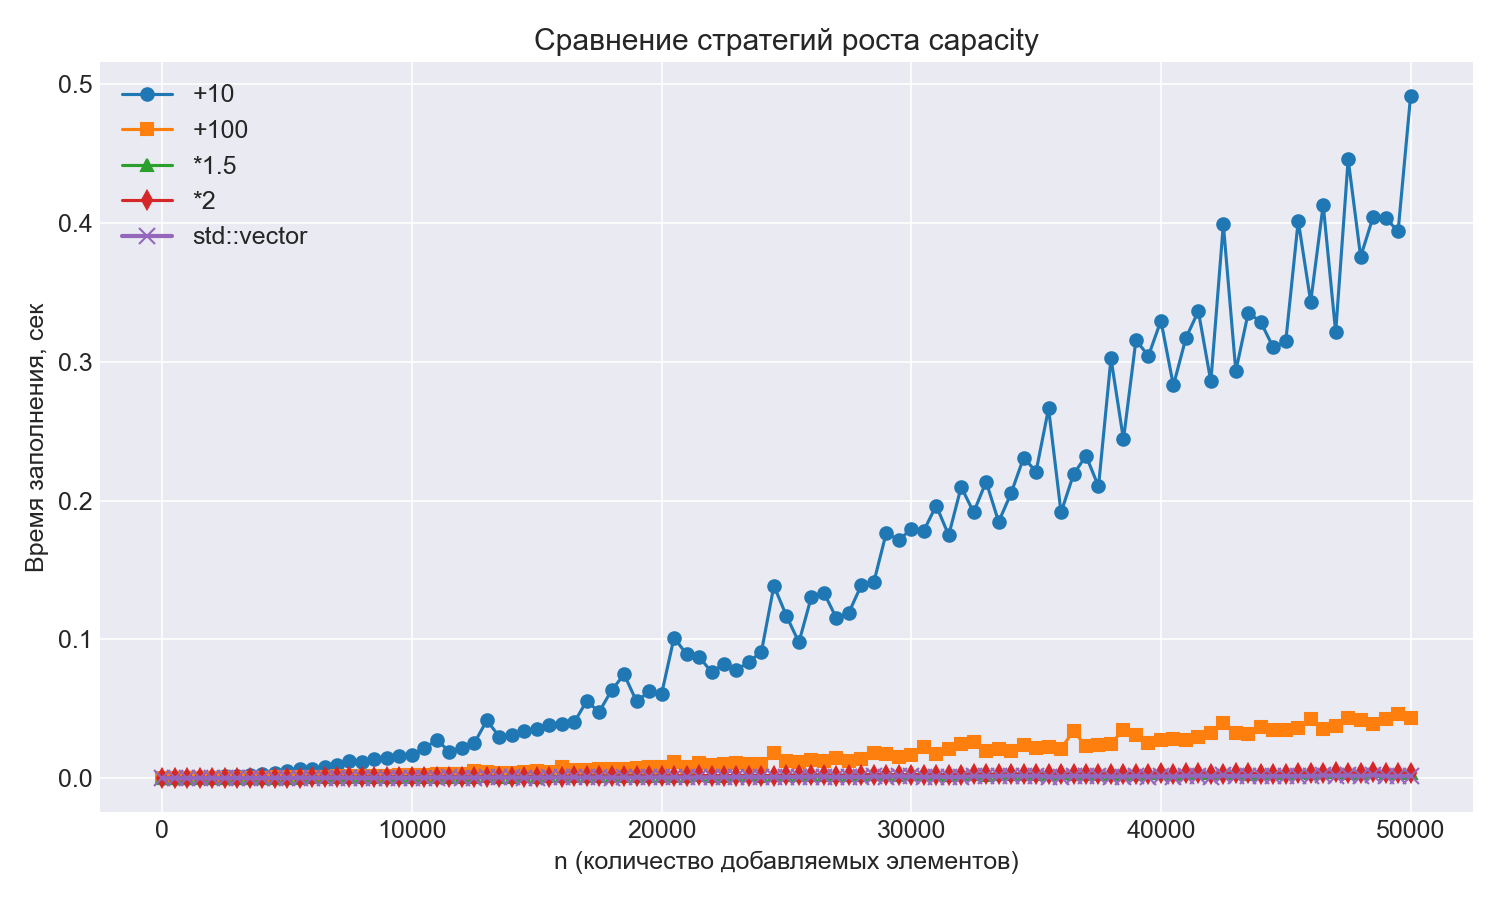 Сравнение стратегий роста capacity
0.5
0.4
0.3
0.2
0.1
0.0
Время заполнения, сек
+10
+100
*1.5
*2
std::vector
0 10000 20000 30000 40000 50000
n (количество добавляемых элементов)